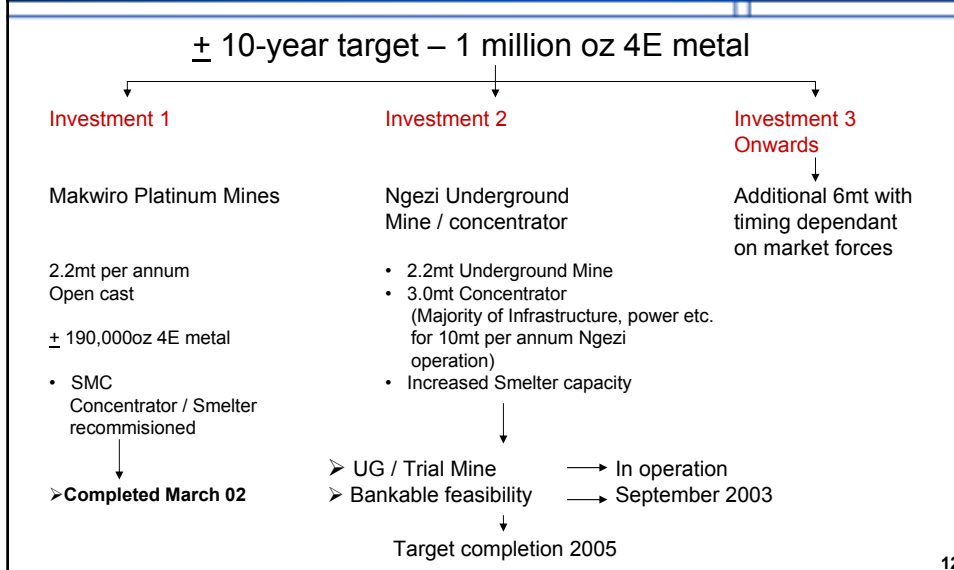 ± 10-year target – 1 million oz 4E metal
Investment 1
Makwiro Platinum Mines
2.2mt per annum
Open cast
± 190,000oz 4E metal
• SMC
Concentrator / Smelter
recommisioned
➢Completed March 02
Investment 2
Ngezi Underground
Mine / concentrator
• 2.2mt Underground Mine
• 3.0mt Concentrator
(Majority of Infrastructure, power etc.
for 10mt per annum Ngezi
operation)
• Increased Smelter capacity
➢ UG / Trial Mine
In operation
➢ Bankable feasibility
September 2003
Target completion 2005
Investment 3
Onwards
Additional 6mt with
timing dependant
on market forces
12